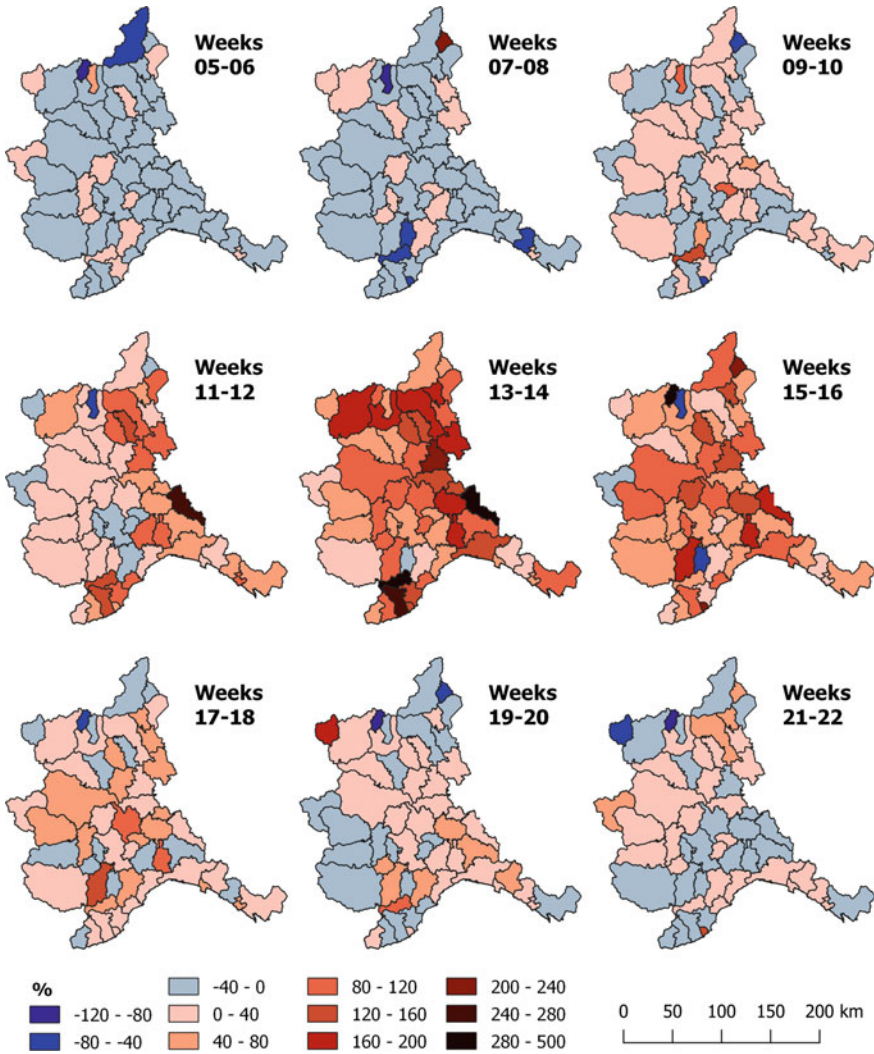 Weeks
05-06
Weeks
07-08
Weeks
09-10
Weeks
11-12
Weeks
13-14
Weeks
15-16
Weeks
17-18
Weeks
19-20
Weeks
21-22
%
-120 - -80
-80 - -40
-40 - 0
0 - 40
40 - 80
80 - 120
120 - 160
160 - 200
200 - 240
240 - 280
280 - 500
0 50 100 150 200 km